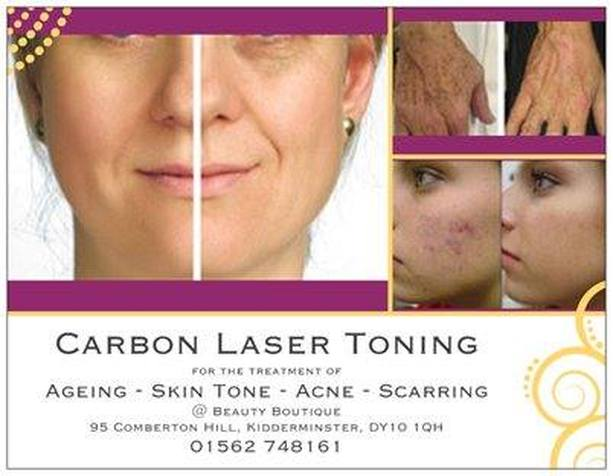 CARBON LASER TONING
FOR THE TREATMENT OF
AGEING - SKIN TONE - ACNE - SCARRING
@ BEAUTY BOUTIQUE
95 COMBERTON HILL, KIDDERMINSTER, DY10 1QH
01562 748161